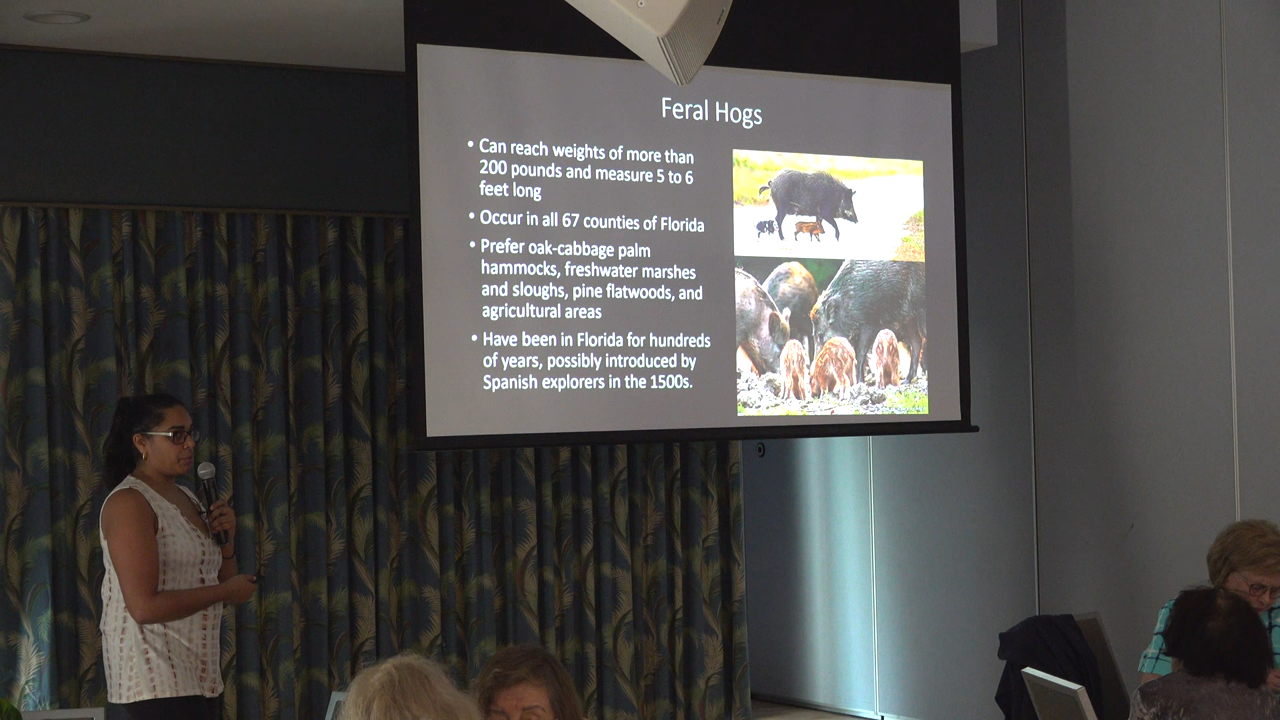 Feral Hogs
• Can reach weights of more than
200 pounds and measure 5 to 6
feet long
• Occur in all 67 counties of Florida
• Prefer oak-cabbage palm
hammocks, freshwater marshes
and sloughs, pine flatwoods, and
agricultural areas
• Have been in Florida for hundreds
of years, possibly introduced by
Spanish explorers in the 1500s.